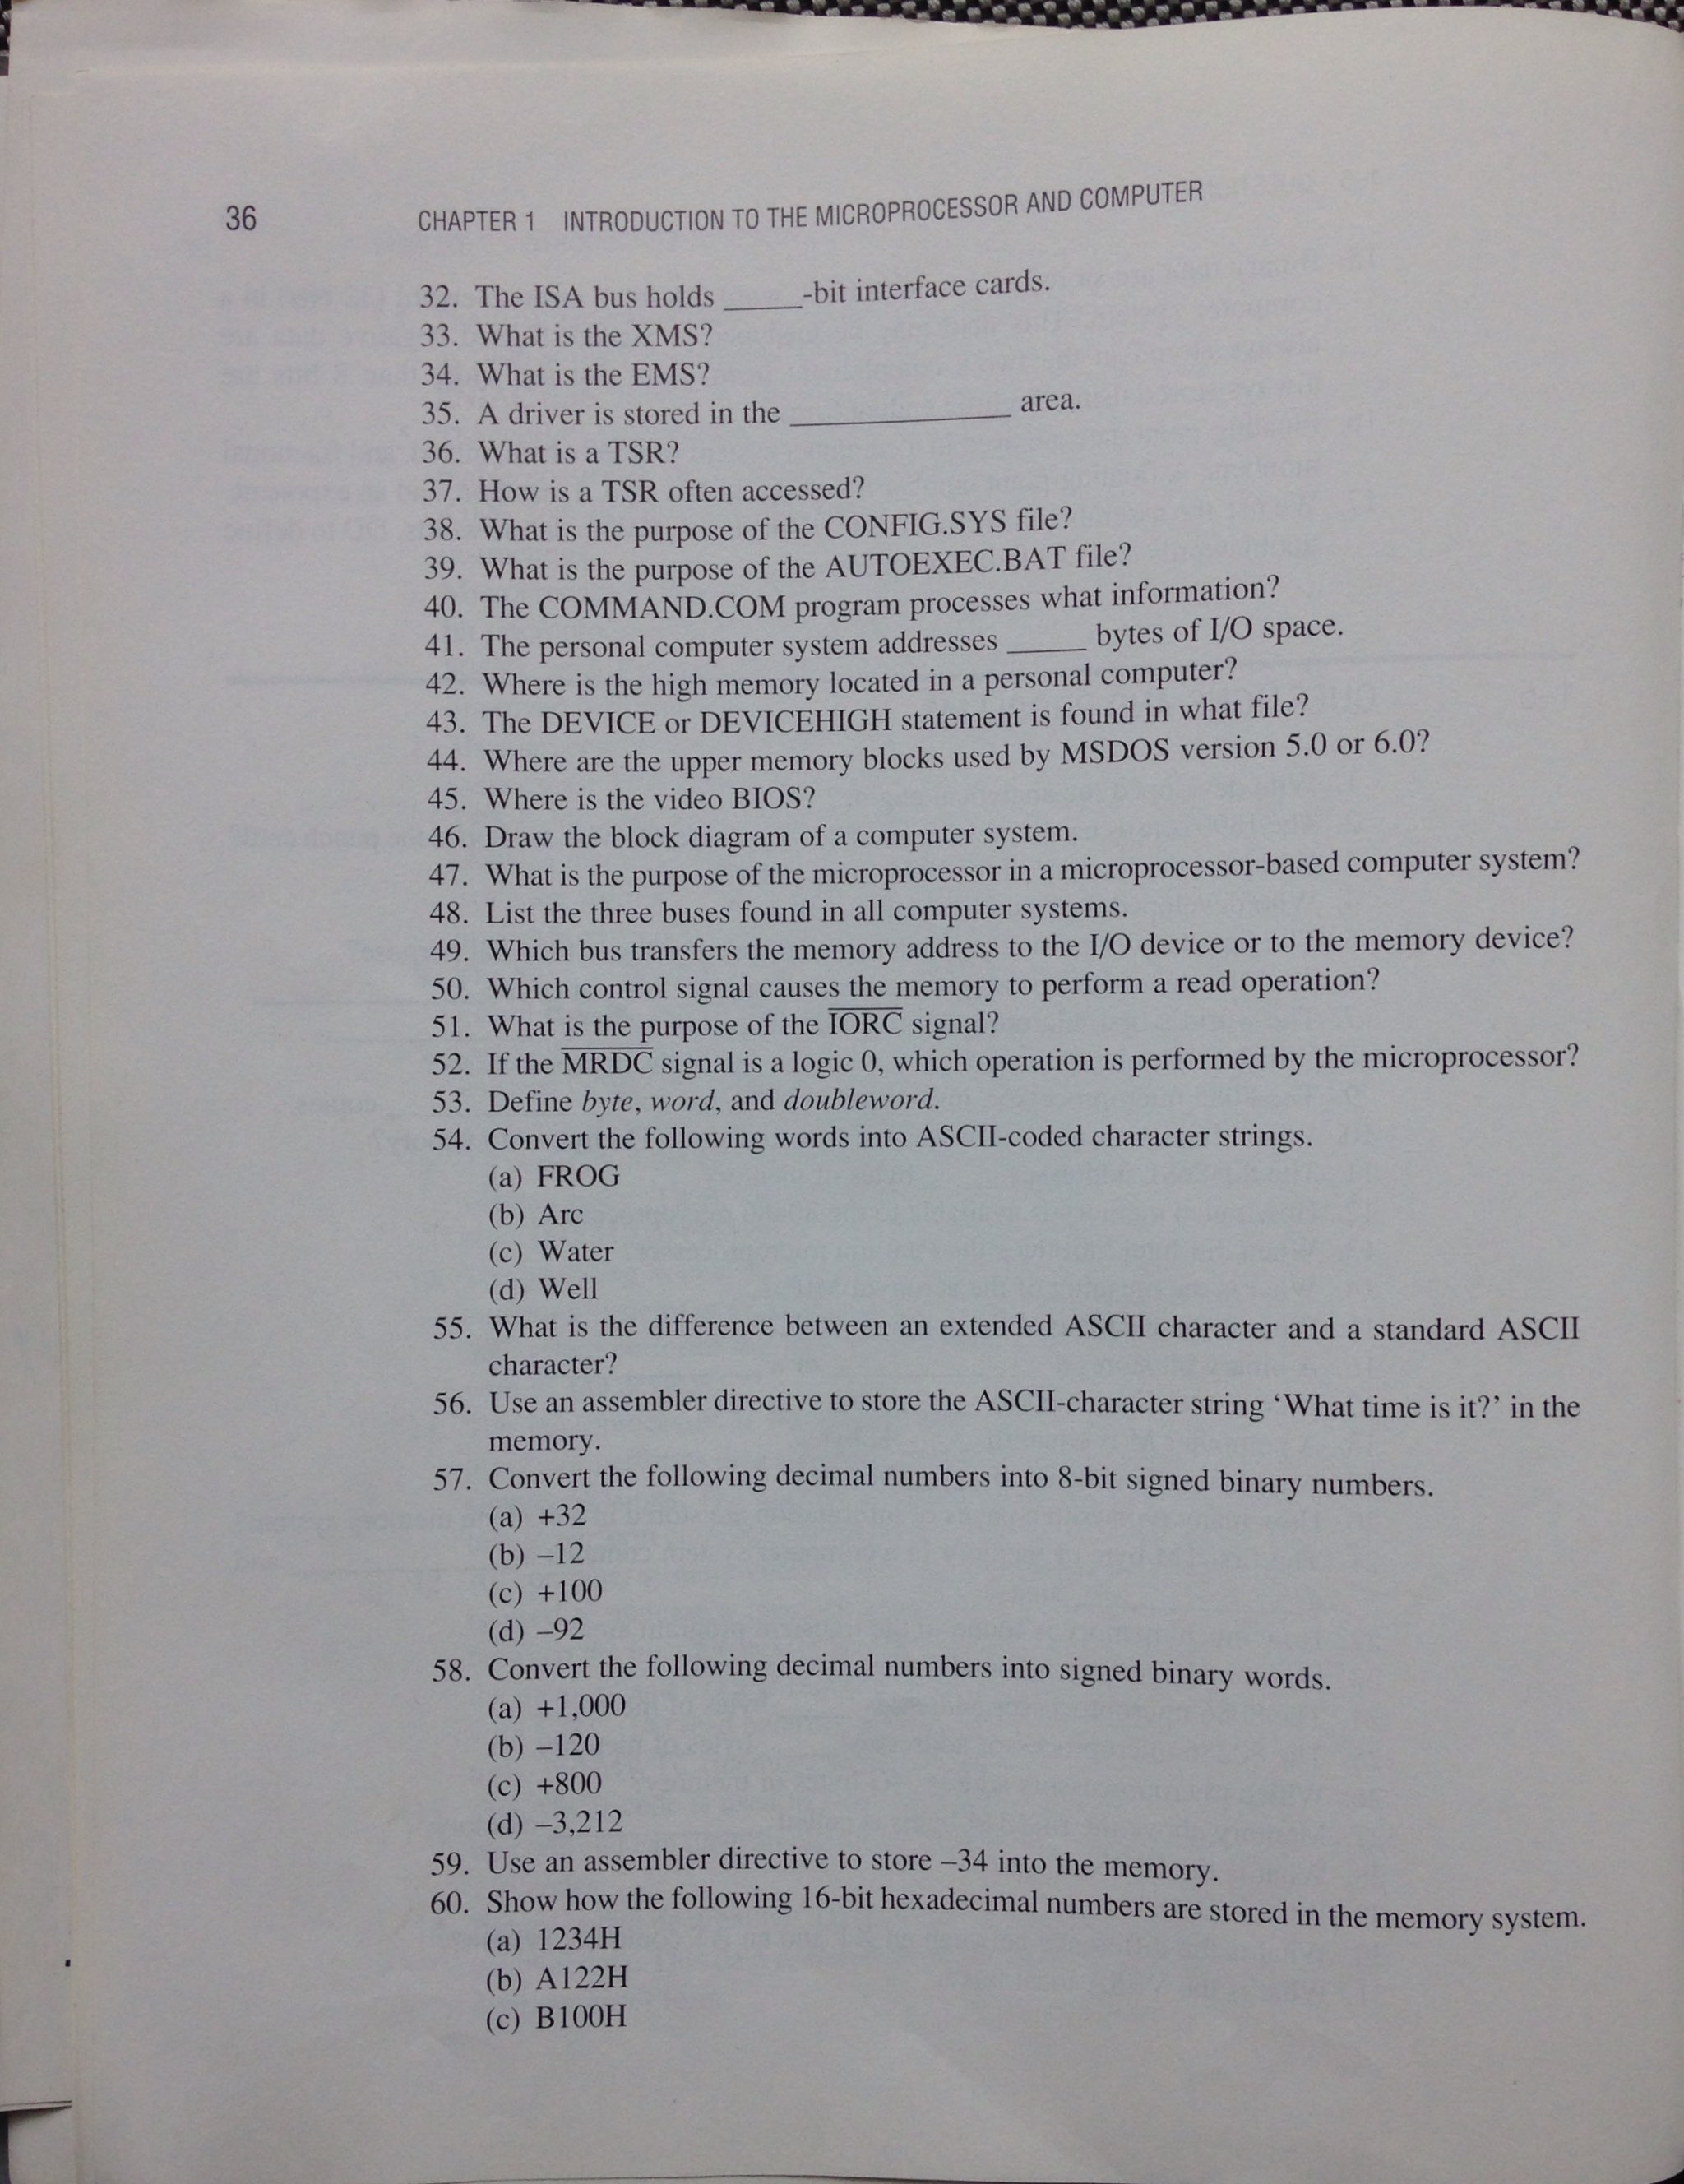 36 CHAPTER 1 INTRODUCTION TO THE MICROPROCESSOR AND COMPUTER
32. The ISA bus holds _____-bit interface cards.
33. What is the XMS?
34. What is the EMS?
35. A driver is stored in the ______________ area.
36. What is a TSR?
37. How is a TSR often accessed?
38. What is the purpose of the CONFIG.SYS file?
39. What is the purpose of the AUTOEXEC.BAT file?
40. The COMMAND.COM program processes what information?
41. The personal computer system addresses _____ bytes of I/O space.
42. Where is the high memory located in a personal computer?
43. The DEVICE or DEVICEHIGH statement is found in what file?
44. Where are the upper memory blocks used by MSDOS version 5.0 or 6.0?
45. Where is the video BIOS?
46. Draw the block diagram of a computer system.
47. What is the purpose of the microprocessor in a microprocessor-based computer system?
48. List the three buses found in all computer systems.
49. Which bus transfers the memory address to the I/O device or to the memory device?
50. Which control signal causes the memory to perform a read operation?
51. What is the purpose of the I̅O̅R̅C̅ signal?
52. If the M̅R̅D̅C̅ signal is a logic 0, which operation is performed by the microprocessor?
53. Define byte, word, and doubleword.
54. Convert the following words into ASCII-coded character strings.
(a) FROG
(b) Arc
(c) Water
(d) Well
55. What is the difference between an extended ASCII character and a standard ASCII
character?
56. Use an assembler directive to store the ASCII-character string ‘What time is it?’ in the
memory.
57. Convert the following decimal numbers into 8-bit signed binary numbers.
(a) +32
(b) –12
(c) +100
(d) –92
58. Convert the following decimal numbers into signed binary words.
(a) +1,000
(b) –120
(c) +800
(d) –3,212
59. Use an assembler directive to store –34 into the memory.
60. Show how the following 16-bit hexadecimal numbers are stored in the memory system.
(a) 1234H
(b) A122H
(c) B100H